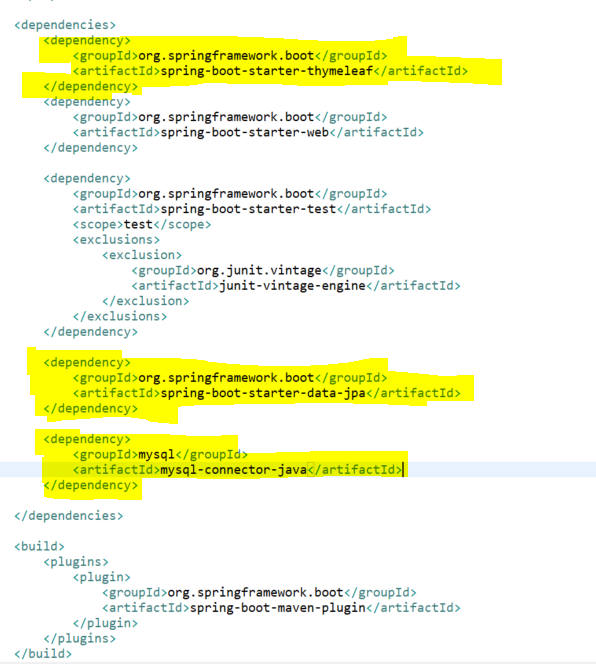 <dependencies>
<dependency>
<groupId>org.springframework.boot</groupId>
<artifactId>spring-boot-starter-thymeleaf</artifactId>
</dependency>
<dependency>
<groupId>org.springframework.boot</groupId>
<artifactId>spring-boot-starter-web</artifactId>
</dependency>
<dependency>
<groupId>org.springframework.boot</groupId>
<artifactId>spring-boot-starter-test</artifactId>
<scope>test</scope>
<exclusions>
<exclusion>
<groupId>org.junit.vintage</groupId>
<artifactId>junit-vintage-engine</artifactId>
</exclusion>
</exclusions>
</dependency>
<dependency>
<groupId>org.springframework.boot</groupId>
<artifactId>spring-boot-starter-data-jpa</artifactId>
</dependency>
<dependency>
<groupId>mysql</groupId>
<artifactId>mysql-connector-java</artifactId>
</dependency>
</dependencies>
<build>
<plugins>
<plugin>
<groupId>org.springframework.boot</groupId>
<artifactId>spring-boot-maven-plugin</artifactId>
</plugin>
</plugins>
</build>